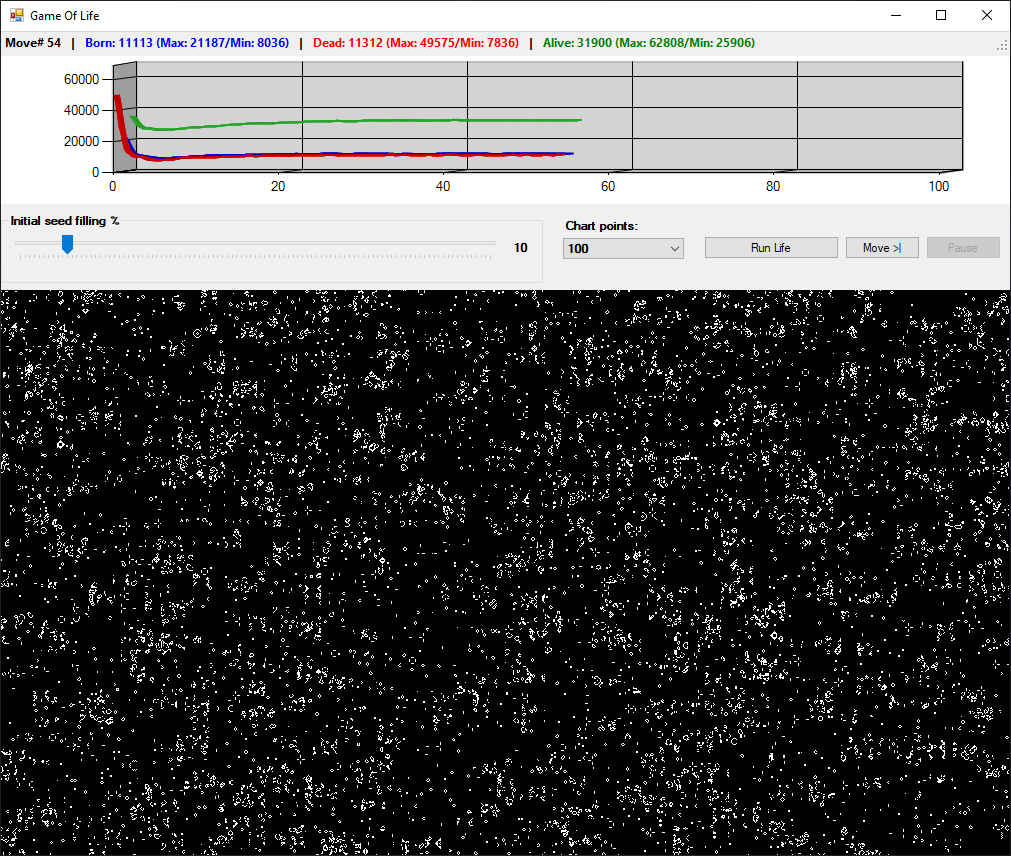 Game Of Life
Move# 54 | Born: 11113 (Max: 21187/Min: 8036) | Dead: 11312 (Max: 49575/Min: 7836) | Alive: 31900 (Max: 62808/Min: 25906)
60000
40000
20000
0
0 20 40 60 80 100
Initial seed filling %
10
Chart points:
100
Run Life
Move >|
Pause